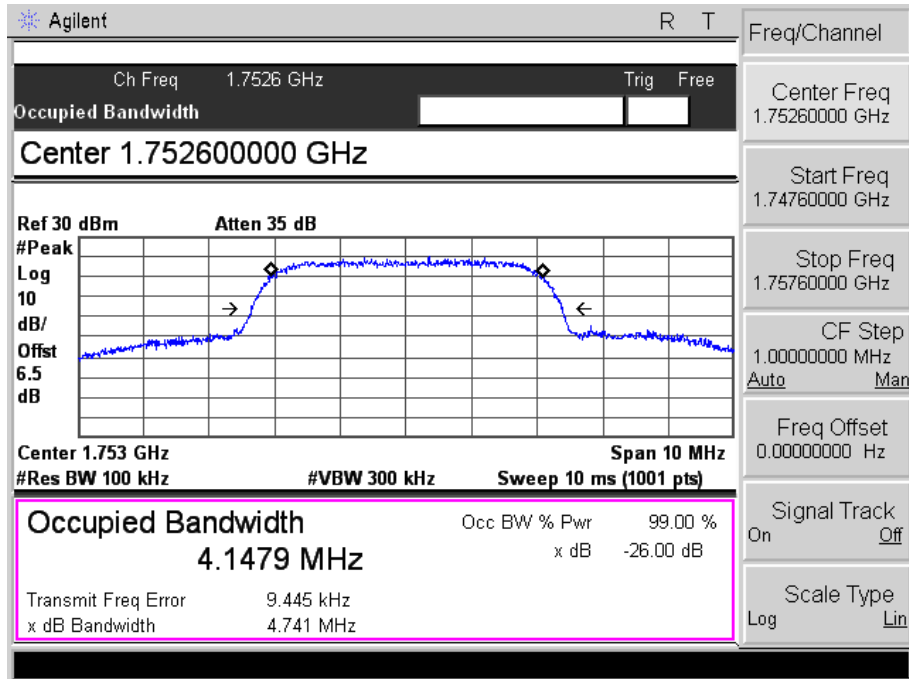 Agilent R T
Ch Freq 1.7526 GHz Trig Free
Occupied Bandwidth
Center 1.752600000 GHz
Ref 30 dBm Atten 35 dB
#Peak
Log
10
dB/
Offst
6.5
dB
Center 1.753 GHz Span 10 MHz
#Res BW 100 kHz #VBW 300 kHz Sweep 10 ms (1001 pts)
Occupied Bandwidth Occ BW % Pwr 99.00 %
4.1479 MHz x dB -26.00 dB
Transmit Freq Error 9.445 kHz
x dB Bandwidth 4.741 MHz
Freq/Channel
Center Freq
1.75260000 GHz
Start Freq
1.74760000 GHz
Stop Freq
1.75760000 GHz
CF Step
1.00000000 MHz
Auto Man
Freq Offset
0.00000000 Hz
Signal Track
On Off
Scale Type
Log Lin